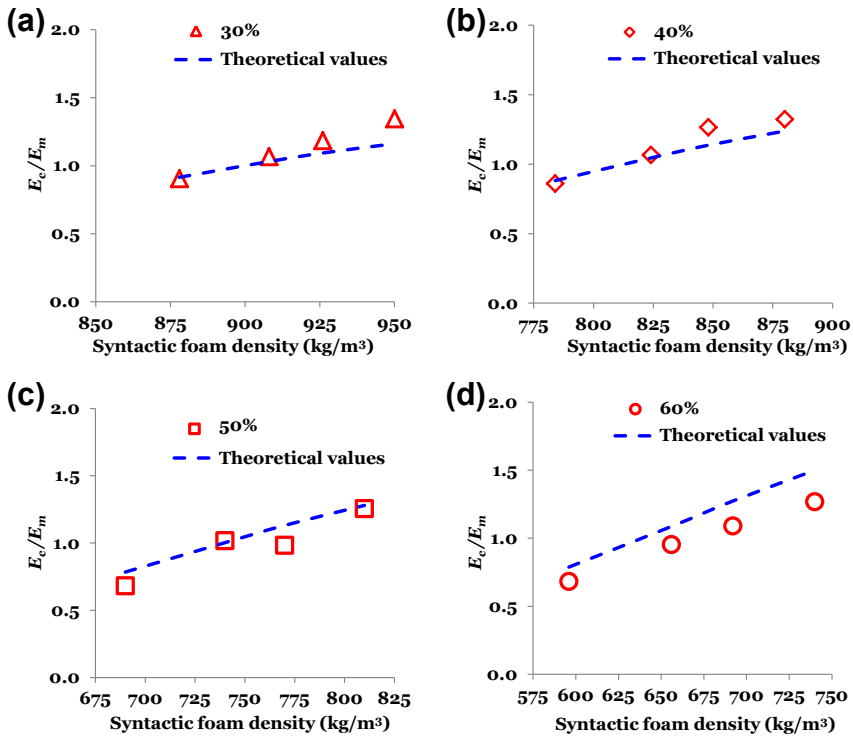 (a)
2.0
1.5
1.0
0.5
0.0
Ec/Em
30%
Theoretical values
850 875 900 925 950
Syntactic foam density (kg/m³)
(b)
2.0
1.5
1.0
0.5
0.0
Ec/Em
40%
Theoretical values
775 800 825 850 875 900
Syntactic foam density (kg/m³)
(c)
2.0
1.5
1.0
0.5
0.0
Ec/Em
50%
Theoretical values
675 700 725 750 775 800 825
Syntactic foam density (kg/m³)
(d)
2.0
1.5
1.0
0.5
0.0
Ec/Em
60%
Theoretical values
575 600 625 650 675 700 725 750
Syntactic foam density (kg/m³)